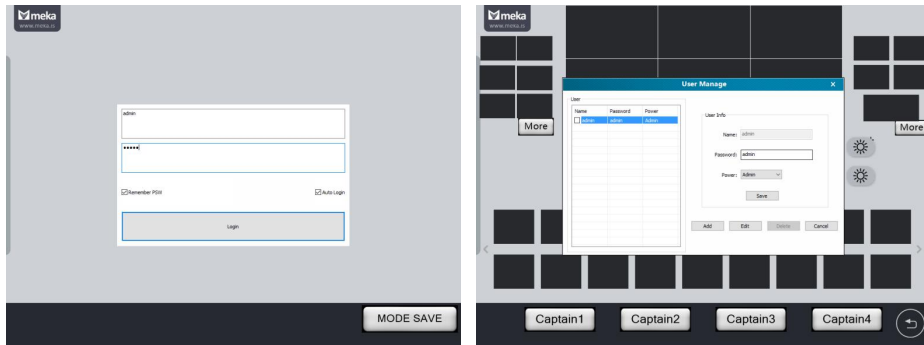 meka
www.meka.is
admin
•••••
Remember PSW
Auto Login
Login
MODE SAVE
meka
www.meka.is
User Manage
User
Name Password Power
admin admin Admin
User Info
Name: admin
Password: admin
Power: Admin
Save
Add Edit Delete Cancel
More
More
Captain1 Captain2 Captain3 Captain4